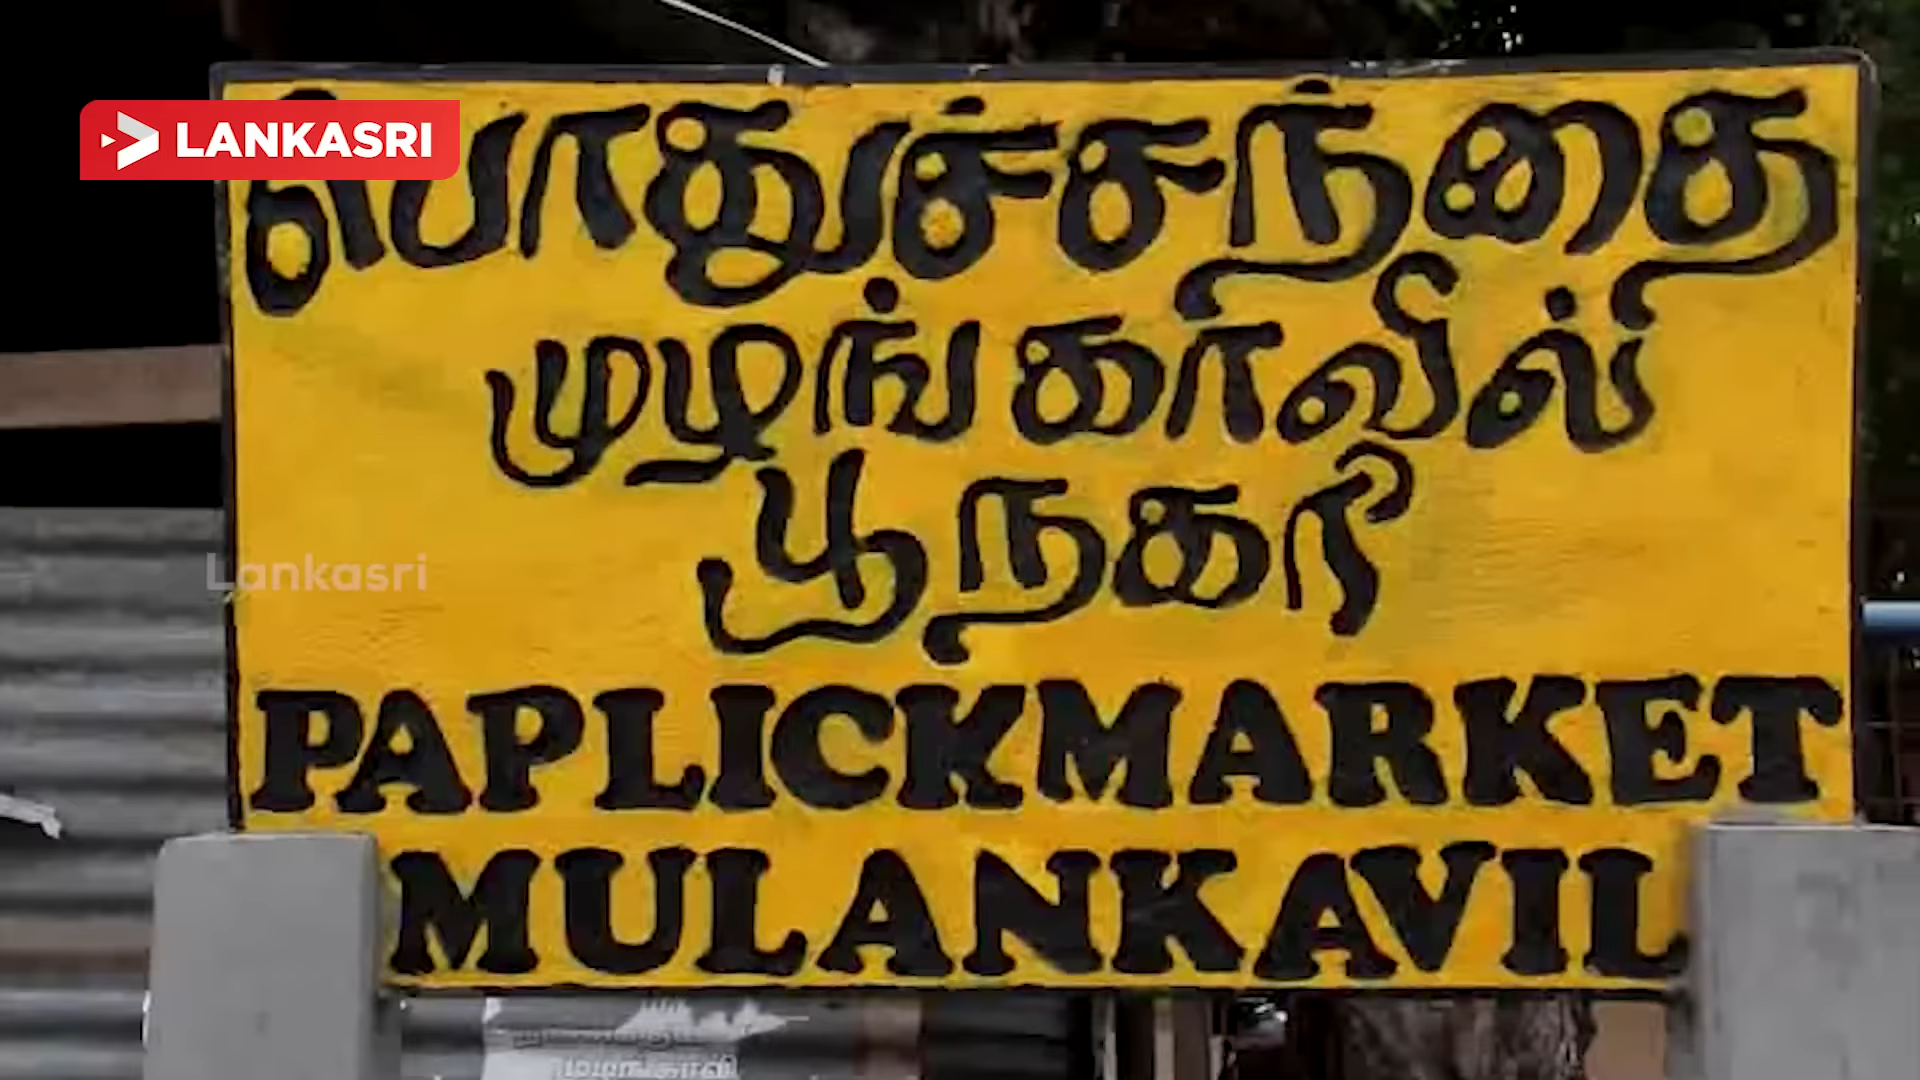 LANKASRI
பொதுச்சந்தை
முழங்காவில்
பூநகரி
Lankasri
PAPLICKMARKET
MULANKAVIL